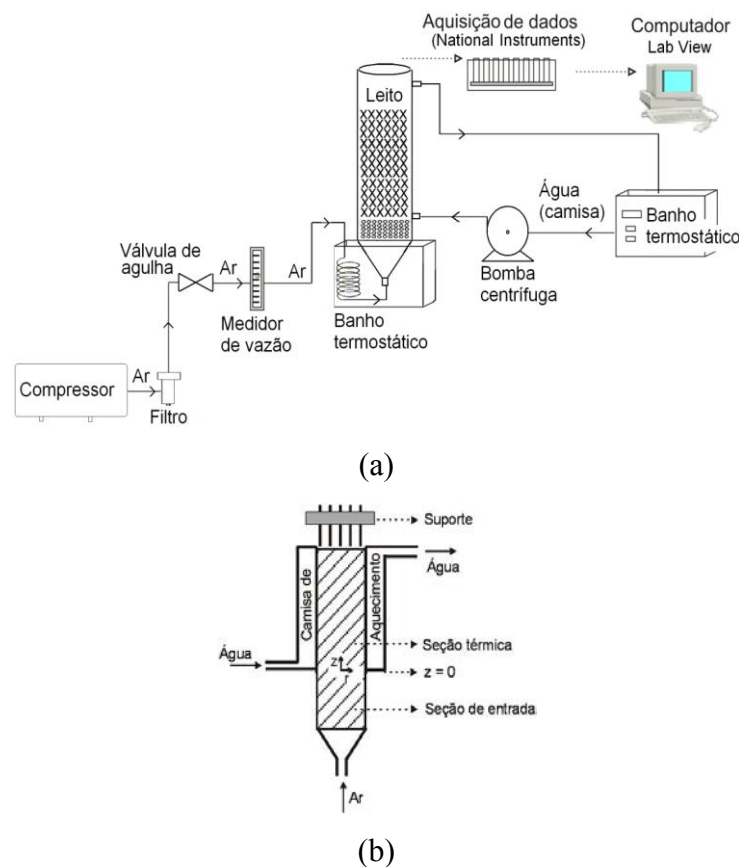 Aquisição de dados
(National Instruments)
Computador
Lab View
Leito
Água
(camisa)
Banho
termostático
Bomba
centrífuga
Válvula de
agulha
Ar
Ar
Medidor
de vazão
Banho
termostático
Compressor
Ar
Filtro
(a)
Suporte
Camisa de
Aquecimento
Água
Água
Seção térmica
z
r
z = 0
Seção de entrada
Ar
(b)